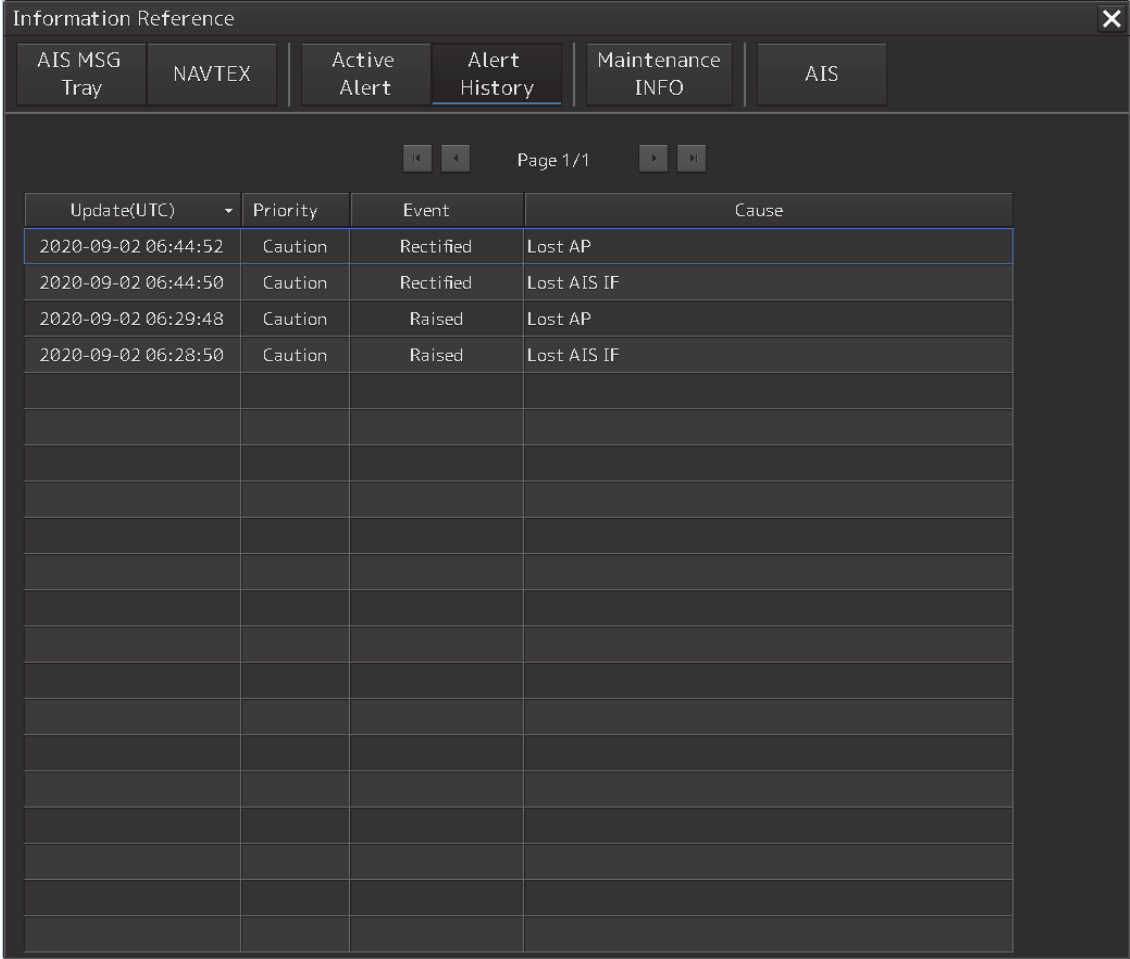 Information Reference
AIS MSG Tray
NAVTEX
Active Alert
Alert History
Maintenance INFO
AIS
Page 1/1
Update(UTC) Priority Event Cause
2020-09-02 06:44:52 Caution Rectified Lost AP
2020-09-02 06:44:50 Caution Rectified Lost AIS IF
2020-09-02 06:29:48 Caution Raised Lost AP
2020-09-02 06:28:50 Caution Raised Lost AIS IF